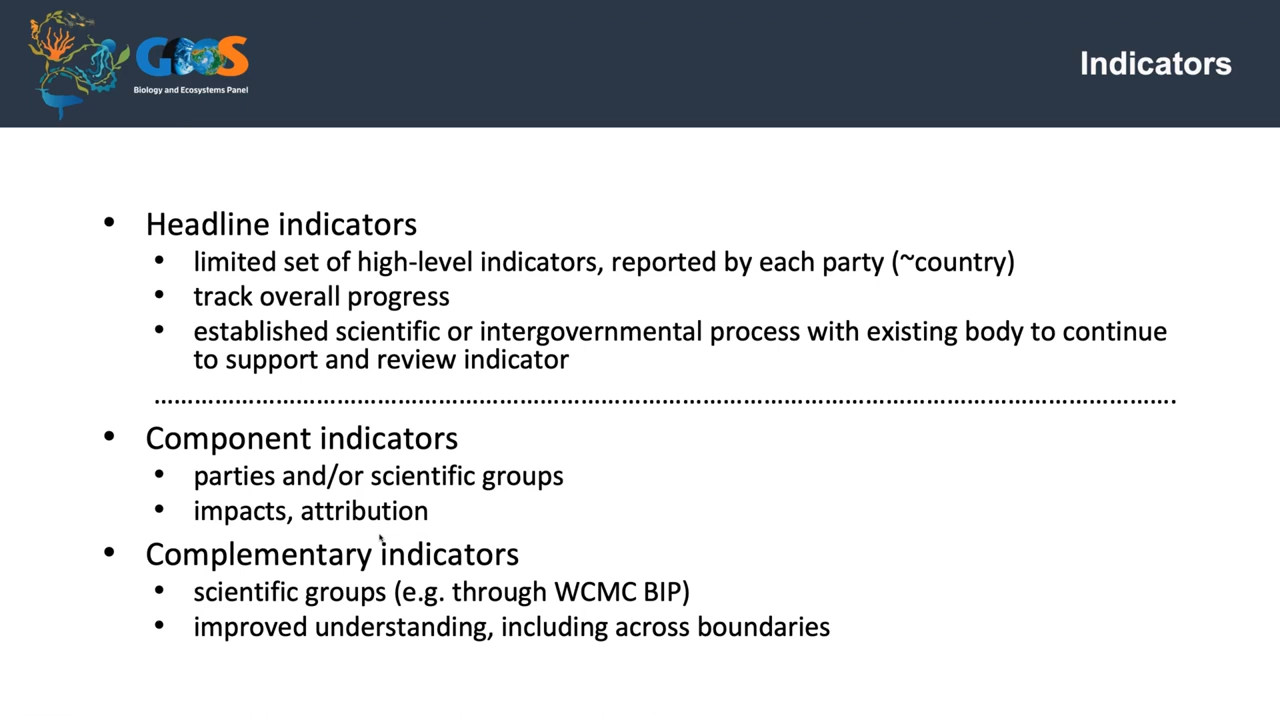 GOOS
Biology and Ecosystems Panel
Indicators
• Headline indicators
• limited set of high-level indicators, reported by each party (~country)
• track overall progress
• established scientific or intergovernmental process with existing body to continue
to support and review indicator
……………………………………………………………………………………………………………………………….
• Component indicators
• parties and/or scientific groups
• impacts, attribution
• Complementary indicators
• scientific groups (e.g. through WCMC BIP)
• improved understanding, including across boundaries